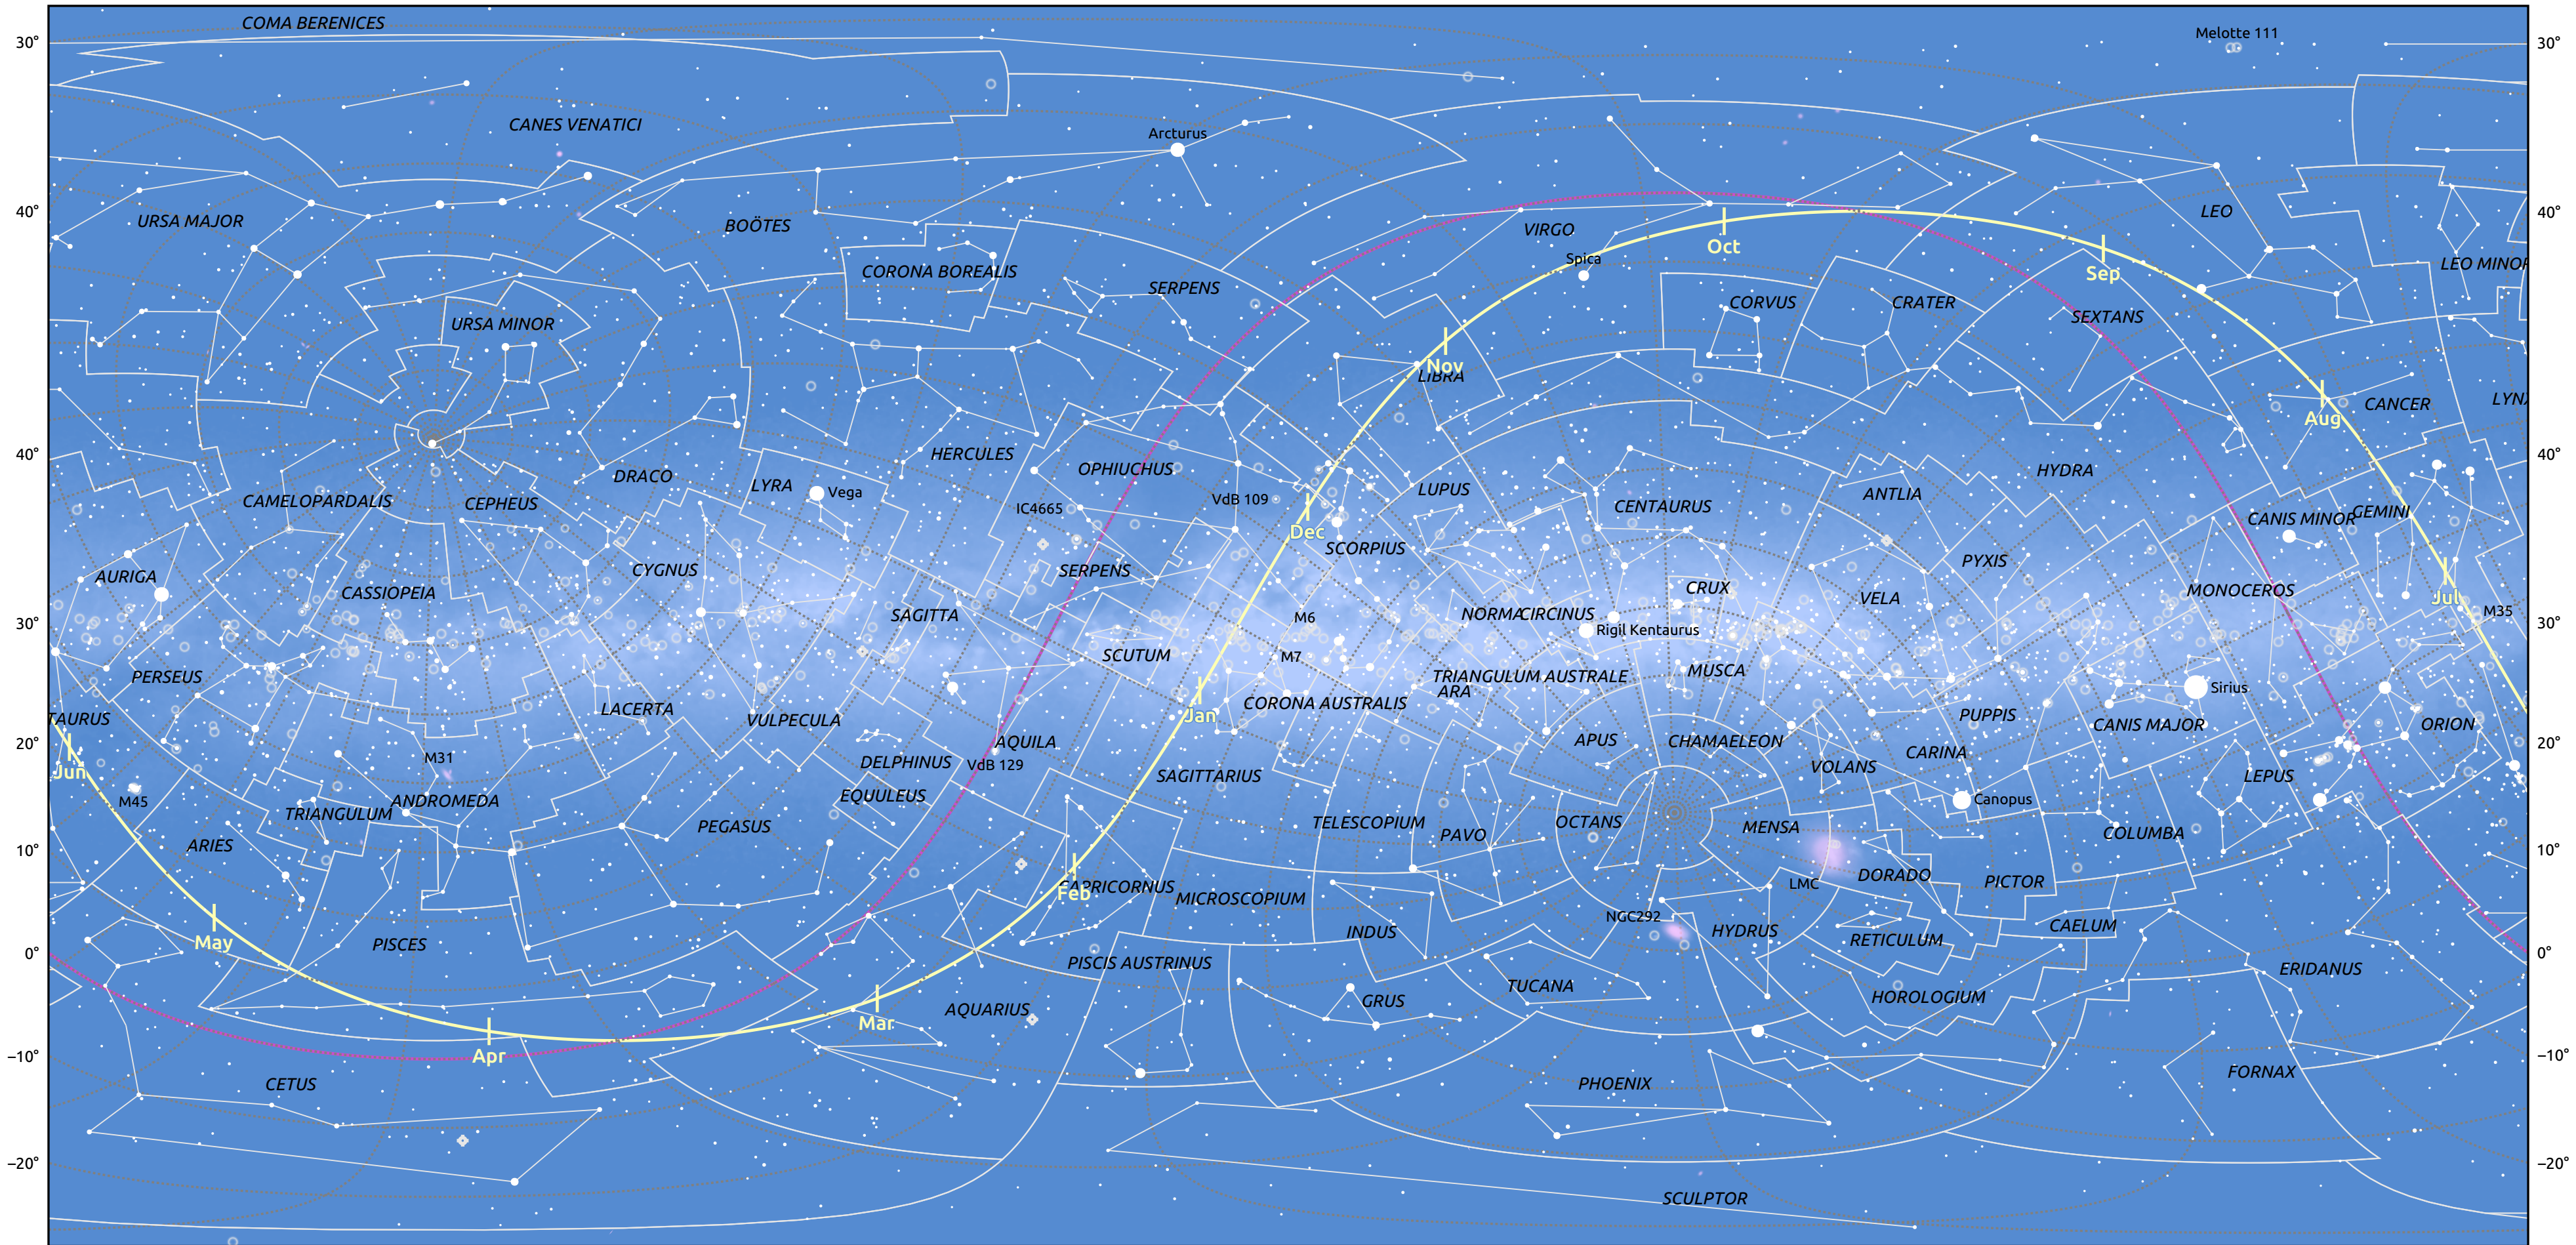 COMA BERENICES
Melotte 111
30° 30°
CANES VENATICI
Arcturus
40° URSA MAJOR BOÖTES VIRGO LEO 40°
Oct
Spica
Sep
CORONA BOREALIS
LEO MINOR
SERPENS
CORVUS CRATER
SEXTANS
URSA MINOR
Nov
LIBRA
CANCER
Aug
40° HERCULES 40°
OPHIUCHUS
HYDRA
DRACO
LYRA Vega
VdB 109
LUPUS
ANTLIA
CAMELOPARDALIS CEPHEUS
IC4665
CENTAURUS
GEMINI
CANIS MINOR
Dec
SCORPIUS
PYXIS
CYGNUS
SERPENS
AURIGA
CRUX
MONOCEROS
CASSIOPEIA
VELA
Jul
M35
SAGITTA
M6
NORMA CIRCINUS
30° Rigil Kentaurus 30°
SCUTUM
M7
MUSCA
PERSEUS
TRIANGULUM AUSTRALE
ARA
Sirius
CORONA AUSTRALIS
LACERTA
Jan
PUPPIS
TAURUS VULPECULA
CANIS MAJOR
ORION
20° AQUILA APUS CHAMAELEON 20°
M31
CARINA
DELPHINUS VdB 129
VOLANS
Jun
SAGITTARIUS
LEPUS
M45
ANDROMEDA
EQUULEUS
Canopus
TRIANGULUM
PEGASUS
TELESCOPIUM
PAVO
OCTANS
MENSA
COLUMBA
10° ARIES 10°
LMC
DORADO
PICTOR
CAPRICORNUS
Feb
MICROSCOPIUM
NGC292
INDUS
HYDRUS
RETICULUM
CAELUM
May
PISCES
0° 0°
PISCIS AUSTRINUS
ERIDANUS
TUCANA
HOROLOGIUM
GRUS
AQUARIUS
Mar
Apr
−10° −10°
FORNAX
CETUS
PHOENIX
−20° −20°
SCULPTOR